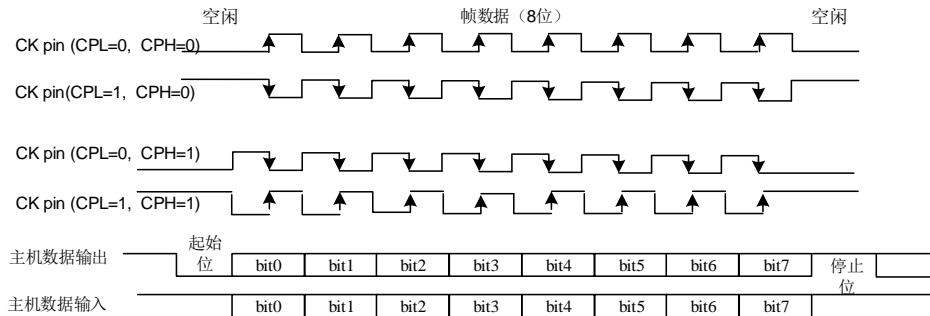 空闲 帧数据（8位） 空闲
CK pin (CPL=0, CPH=0)
CK pin(CPL=1, CPH=0)
CK pin (CPL=0, CPH=1)
CK pin (CPL=1, CPH=1)
主机数据输出 起始位 bit0 bit1 bit2 bit3 bit4 bit5 bit6 bit7 停止位
主机数据输入 bit0 bit1 bit2 bit3 bit4 bit5 bit6 bit7